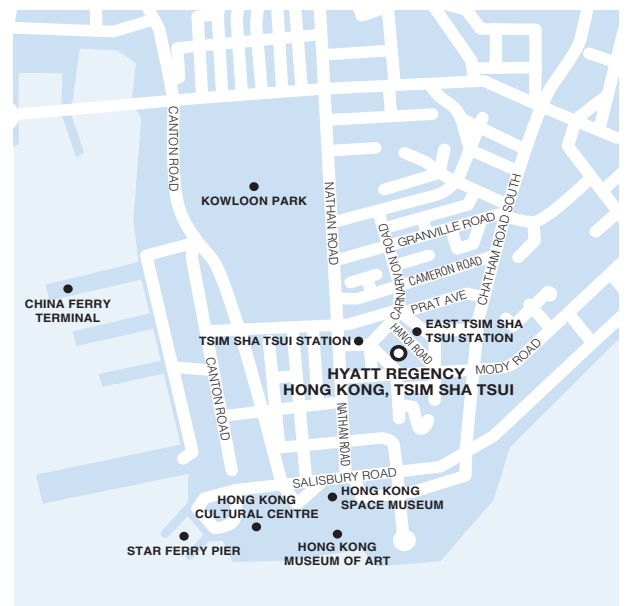 CANTON ROAD
NATHAN ROAD
KOWLOON PARK
CARNARVON ROAD
GRANVILLE ROAD
CHATHAM ROAD SOUTH
CAMERON ROAD
PRAT AVE
CHINA FERRY
TERMINAL
TSIM SHA TSUI STATION
HANOI ROAD
EAST TSIM SHA
TSUI STATION
MODY ROAD
HYATT REGENCY
HONG KONG, TSIM SHA TSUI
CANTON ROAD
NATHAN ROAD
SALISBURY ROAD
HONG KONG
CULTURAL CENTRE
HONG KONG
SPACE MUSEUM
STAR FERRY PIER
HONG KONG
MUSEUM OF ART